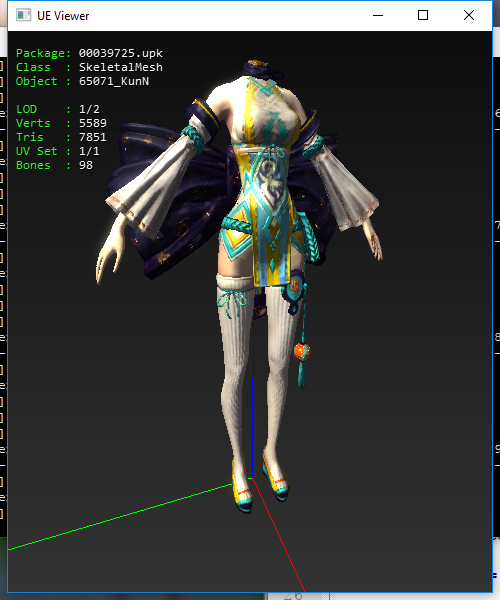 UE Viewer
Package: 00039725.upk
Class : SkeletalMesh
Object : 65071_KunN
LOD : 1/2
Verts : 5589
Tris : 7851
UV Set : 1/1
Bones : 98